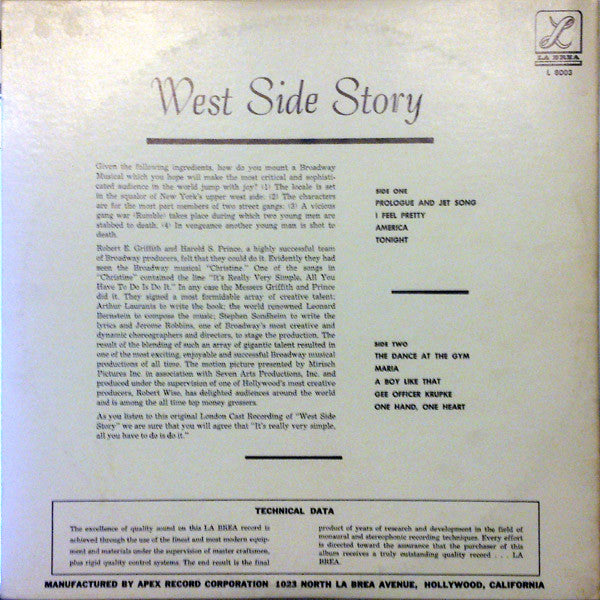 LA BREA
L 8003
West Side Story
Given the following ingredients, how do you mount a Broadway
Musical which you hope will make the most critical and sophisti-
cated audience in the world jump with joy? (1) The locale is set
in the squalor of New York's upper west side; (2) The characters
are for the most part members of two street gangs; (3) A vicious
gang war (Rumble) takes place during which two young men are
stabbed to death; (4) In vengeance another young man is shot to
death.
Robert E. Griffith and Harold S. Prince, a highly successful team
of Broadway producers, felt that they could do it. Evidently they had
seen the Broadway musical "Christine." One of the songs in
"Christine" contained the line "It's Really Very Simple, All You
Have To Do Is Do It." In any case the Messers Griffith and Prince
did it. They signed a most formidable array of creative talent;
Arthur Laurants to write the book; the world renowned Leonard
Bernstein to compose the music; Stephen Sondheim to write the
lyrics and Jerome Robbins, one of Broadway's most creative and
dynamic choreographers and directors, to stage the production. The
result of the blending of such an array of gigantic talent resulted in
one of the most exciting, enjoyable and successful Broadway musical
productions of all time. The motion picture presented by Mirisch
Pictures Inc. in association with Seven Arts Productions, Inc. and
produced under the supervision of one of Hollywood's most creative
producers, Robert Wise, has delighted audiences around the world
and is among the all time top money grossers.
As you listen to this original London Cast Recording of "West Side
Story" we are sure that you will agree that "It's really very simple,
all you have to do is do it."
SIDE ONE
PROLOGUE AND JET SONG
I FEEL PRETTY
AMERICA
TONIGHT
SIDE TWO
THE DANCE AT THE GYM
MARIA
A BOY LIKE THAT
GEE OFFICER KRUPKE
ONE HAND, ONE HEART
TECHNICAL DATA
The excellence of quality sound on this LA BREA record is
achieved through the use of the finest and most modern equip-
ment and materials under the supervision of master craftsmen,
plus rigid quality control systems. The end result is the final
product of years of research and development in the field of
monaural and stereophonic recording techniques. Every effort
is directed toward the assurance that the purchaser of this
album receives a truly outstanding quality record . . . LA
BREA.
MANUFACTURED BY APEX RECORD CORPORATION 1023 NORTH LA BREA AVENUE, HOLLYWOOD, CALIFORNIA